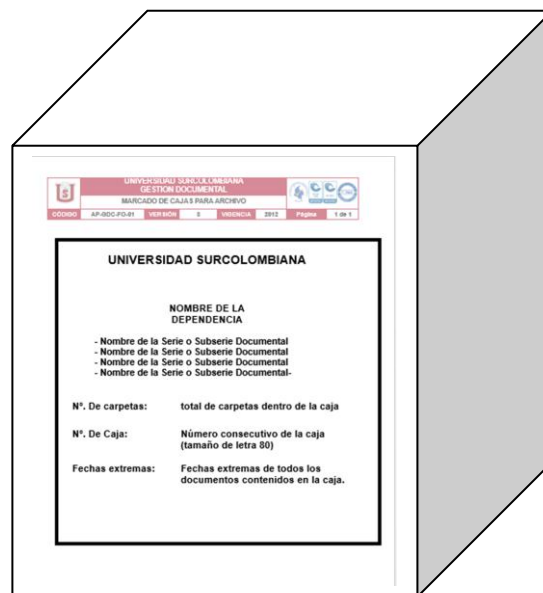 UNIVERSIDAD SURCOLOMBIANA
GESTION DOCUMENTAL
MARCADO DE CAJAS PARA ARCHIVO
CÓDIGO AP-GDC-FO-01 VERSIÓN VIGENCIA 2012 Página 1 de 1
UNIVERSIDAD SURCOLOMBIANA
NOMBRE DE LA
DEPENDENCIA
- Nombre de la Serie o Subserie Documental
- Nombre de la Serie o Subserie Documental
- Nombre de la Serie o Subserie Documental
- Nombre de la Serie o Subserie Documental-
Nº. De carpetas: total de carpetas dentro de la caja
Nº. De Caja: Número consecutivo de la caja
(tamaño de letra 80)
Fechas extremas: Fechas extremas de todos los
documentos contenidos en la caja.